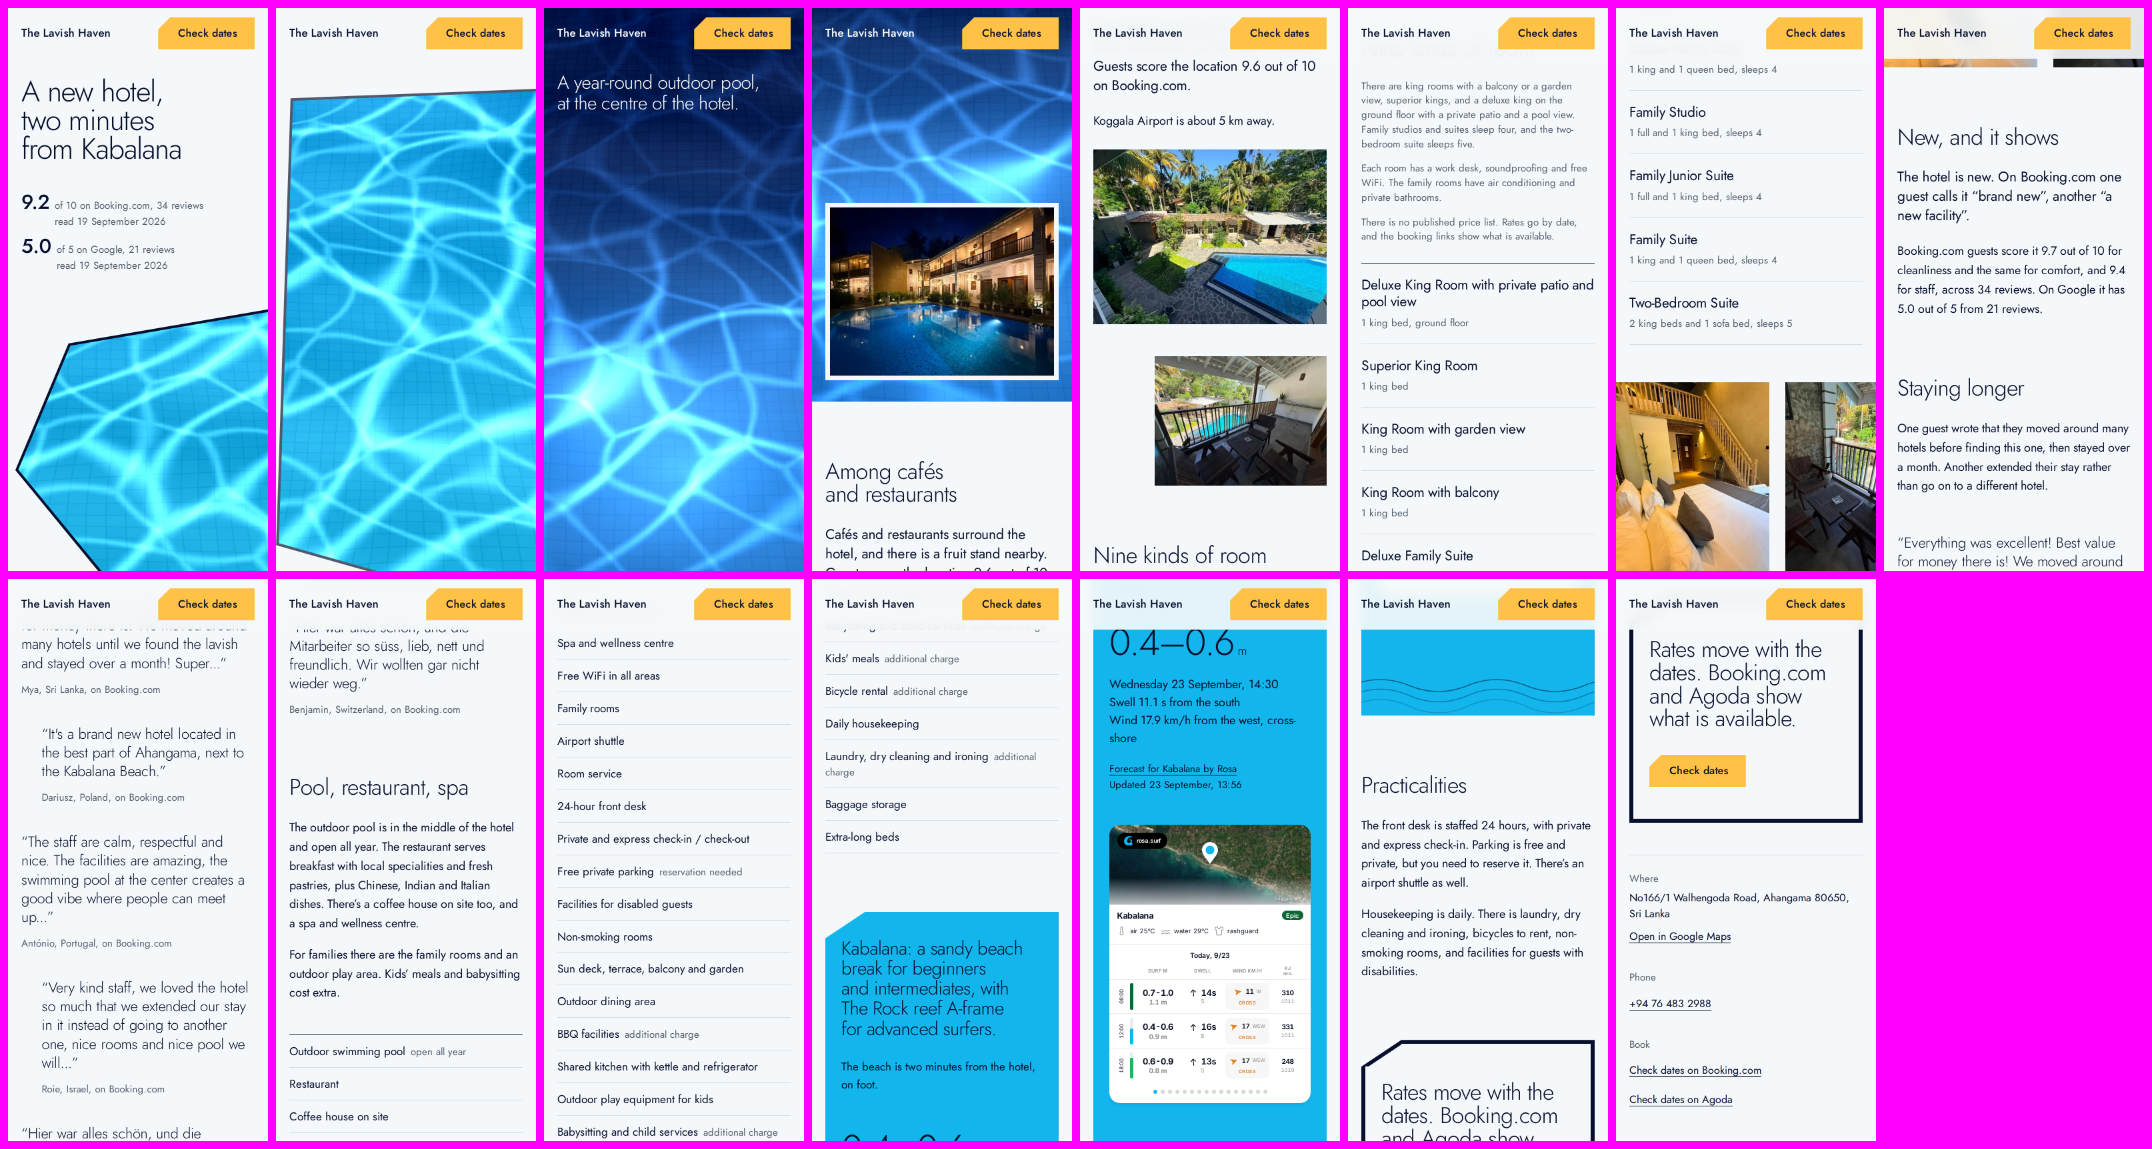 The Lavish Haven
Check dates
A new hotel,
two minutes
from Kabalana
9.2 of 10 on Booking.com, 34 reviews
read 19 September 2026
5.0 of 5 on Google, 21 reviews
read 19 September 2026
The Lavish Haven
Check dates
The Lavish Haven
Check dates
A year-round outdoor pool,
at the centre of the hotel.
The Lavish Haven
Check dates
Among cafés
and restaurants
Cafés and restaurants surround the
hotel, and there is a fruit stand nearby.
The Lavish Haven
Check dates
Guests score the location 9.6 out of 10
on Booking.com.
Koggala Airport is about 5 km away.
Nine kinds of room
The Lavish Haven
Check dates
There are king rooms with a balcony or a garden
view, superior kings, and a deluxe king on the
ground floor with a private patio and a pool view.
Family studios and suites sleep four, and the two-
bedroom suite sleeps five.
Each room has a work desk, soundproofing and free
WiFi. The family rooms have air conditioning and
private bathrooms.
There is no published price list. Rates go by date,
and the booking links show what is available.
Deluxe King Room with private patio and
pool view
1 king bed, ground floor
Superior King Room
1 king bed
King Room with garden view
1 king bed
King Room with balcony
1 king bed
Deluxe Family Suite
The Lavish Haven
Check dates
1 king and 1 queen bed, sleeps 4
Family Studio
1 full and 1 king bed, sleeps 4
Family Junior Suite
1 full and 1 king bed, sleeps 4
Family Suite
1 king and 1 queen bed, sleeps 4
Two-Bedroom Suite
2 king beds and 1 sofa bed, sleeps 5
The Lavish Haven
Check dates
New, and it shows
The hotel is new. On Booking.com one
guest calls it “brand new”, another “a
new facility”.
Booking.com guests score it 9.7 out of 10 for
cleanliness and the same for comfort, and 9.4
for staff, across 34 reviews. On Google it has
5.0 out of 5 from 21 reviews.
Staying longer
One guest wrote that they moved around many
hotels before finding this one, then stayed over
a month. Another extended their stay rather
than go on to a different hotel.
“Everything was excellent! Best value
for money there is! We moved around
The Lavish Haven
Check dates
many hotels until we found the lavish
and stayed over a month! Super...”
Mya, Sri Lanka, on Booking.com
“It's a brand new hotel located in
the best part of Ahangama, next to
the Kabalana Beach.”
Dariusz, Poland, on Booking.com
“The staff are calm, respectful and
nice. The facilities are amazing, the
swimming pool at the center creates a
good vibe where people can meet
up...”
António, Portugal, on Booking.com
“Very kind staff, we loved the hotel
so much that we extended our stay
in it instead of going to another
one, nice rooms and nice pool we
will...”
Roie, Israel, on Booking.com
“Hier war alles schön, und die
The Lavish Haven
Check dates
“Hier war alles schön, und die
Mitarbeiter so süss, lieb, nett und
freundlich. Wir wollten gar nicht
wieder weg.”
Benjamin, Switzerland, on Booking.com
Pool, restaurant, spa
The outdoor pool is in the middle of the hotel
and open all year. The restaurant serves
breakfast with local specialities and fresh
pastries, plus Chinese, Indian and Italian
dishes. There's a coffee house on site too, and
a spa and wellness centre.
For families there are the family rooms and an
outdoor play area. Kids’ meals and babysitting
cost extra.
Outdoor swimming pool open all year
Restaurant
Coffee house on site
The Lavish Haven
Check dates
Spa and wellness centre
Free WiFi in all areas
Family rooms
Airport shuttle
Room service
24-hour front desk
Private and express check-in / check-out
Free private parking reservation needed
Facilities for disabled guests
Non-smoking rooms
Sun deck, terrace, balcony and garden
Outdoor dining area
BBQ facilities additional charge
Shared kitchen with kettle and refrigerator
Outdoor play equipment for kids
Babysitting and child services additional charge
The Lavish Haven
Check dates
Kids' meals additional charge
Bicycle rental additional charge
Daily housekeeping
Laundry, dry cleaning and ironing additional
charge
Baggage storage
Extra-long beds
Kabalana: a sandy beach
break for beginners
and intermediates, with
The Rock reef A-frame
for advanced surfers.
The beach is two minutes from the hotel,
on foot.
The Lavish Haven
Check dates
0.4–0.6 m
Wednesday 23 September, 14:30
Swell 11.1 s from the south
Wind 17.9 km/h from the west, cross-
shore
Forecast for Kabalana by Rosa
Updated 23 September, 13:56
rosa.surf
Kabalana
Epic
air 25°C water 29°C rashguard
Today, 9/23
SURF M SWELL WIND KM/H
0.7-1.0 14s 11 W 310
1.1 m S CROSS 1011
12:00 0.4-0.6 16s 17 WSW 331
0.9 m S CROSS 1011
0.6-0.9 13s 17 WSW 248
0.8 m S CROSS 1010
The Lavish Haven
Check dates
Practicalities
The front desk is staffed 24 hours, with private
and express check-in. Parking is free and
private, but you need to reserve it. There's an
airport shuttle as well.
Housekeeping is daily. There is laundry, dry
cleaning and ironing, bicycles to rent, non-
smoking rooms, and facilities for guests with
disabilities.
Rates move with the
dates. Booking.com
and Agoda show
The Lavish Haven
Check dates
Rates move with the
dates. Booking.com
and Agoda show
what is available.
Check dates
Where
No166/1 Walhengoda Road, Ahangama 80650,
Sri Lanka
Open in Google Maps
Phone
+94 76 483 2988
Book
Check dates on Booking.com
Check dates on Agoda